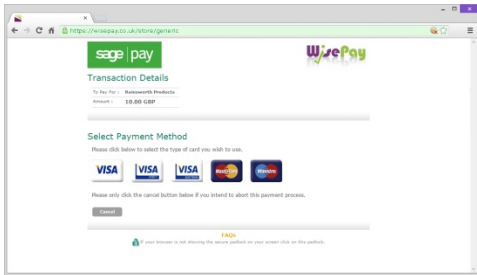 https://wisepay.co.uk/store/generic
sage pay
WisePay
Transaction Details
To Pay For : Rainsworth Products
Amount : 10.00 GBP
Select Payment Method
Please click below to select the type of card you wish to use.
VISA VISA VISA MasterCard Maestro
Please only click the cancel button below if you intend to abort this payment process.
Cancel
FAQs
If your browser is not showing the secure padlock on your screen click on this padlock.